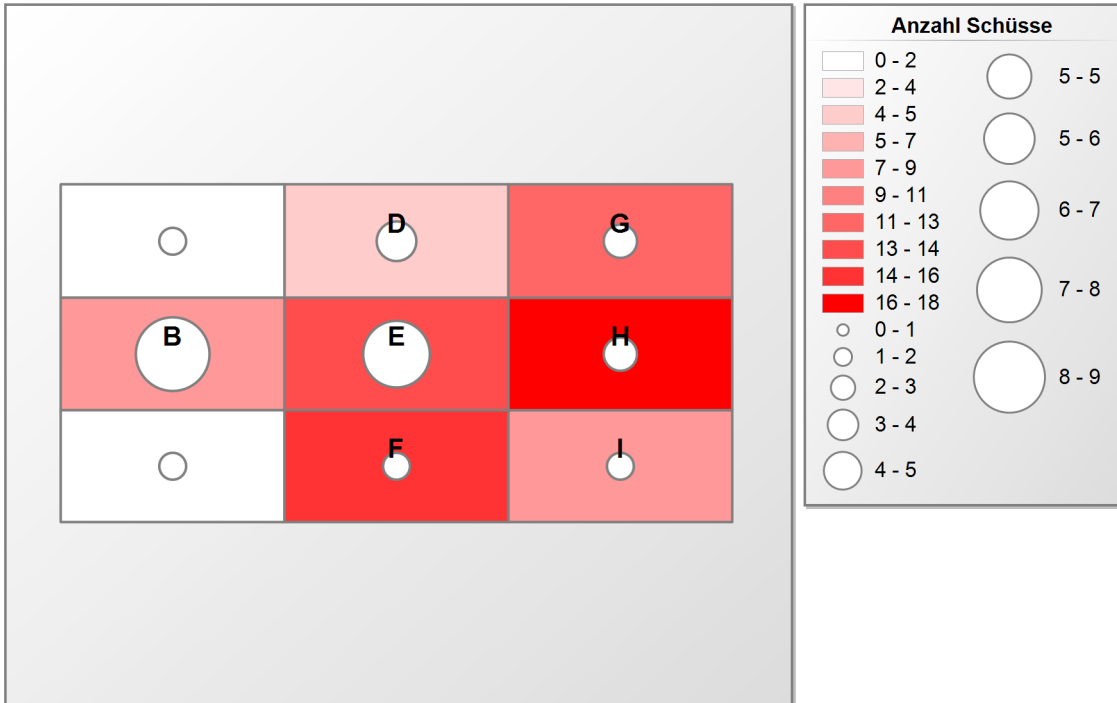 D
G
B
E
H
F
I
Anzahl Schüsse
0 - 2
2 - 4
4 - 5
5 - 7
7 - 9
9 - 11
11 - 13
13 - 14
14 - 16
16 - 18
0 - 1
1 - 2
2 - 3
3 - 4
4 - 5
5 - 5
5 - 6
6 - 7
7 - 8
8 - 9